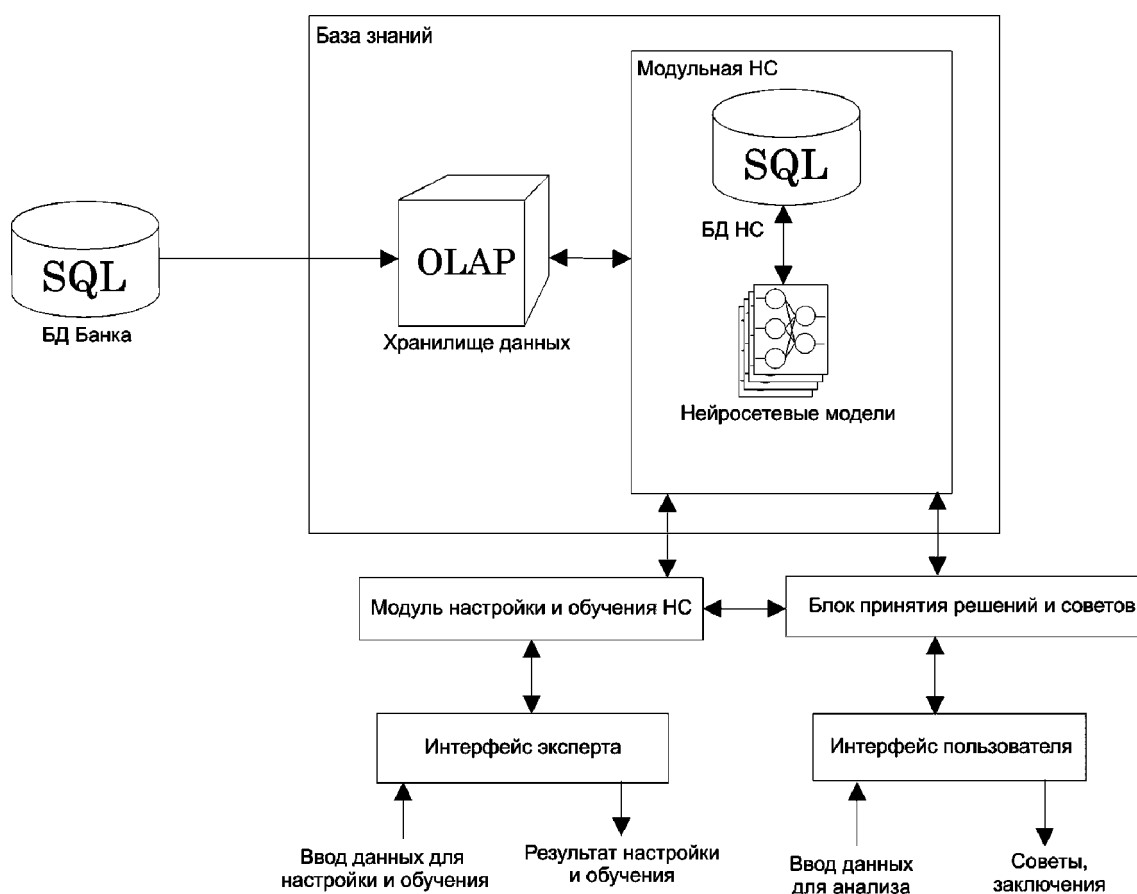 База знаний
Модульная НС
SQL
БД НС
OLAP
SQL
БД Банка
Хранилище данных
Нейросетевые модели
Модуль настройки и обучения НС
Блок принятия решений и советов
Интерфейс эксперта
Интерфейс пользователя
Ввод данных для
настройки и обучения
Результат настройки
и обучения
Ввод данных
для анализа
Советы,
заключения